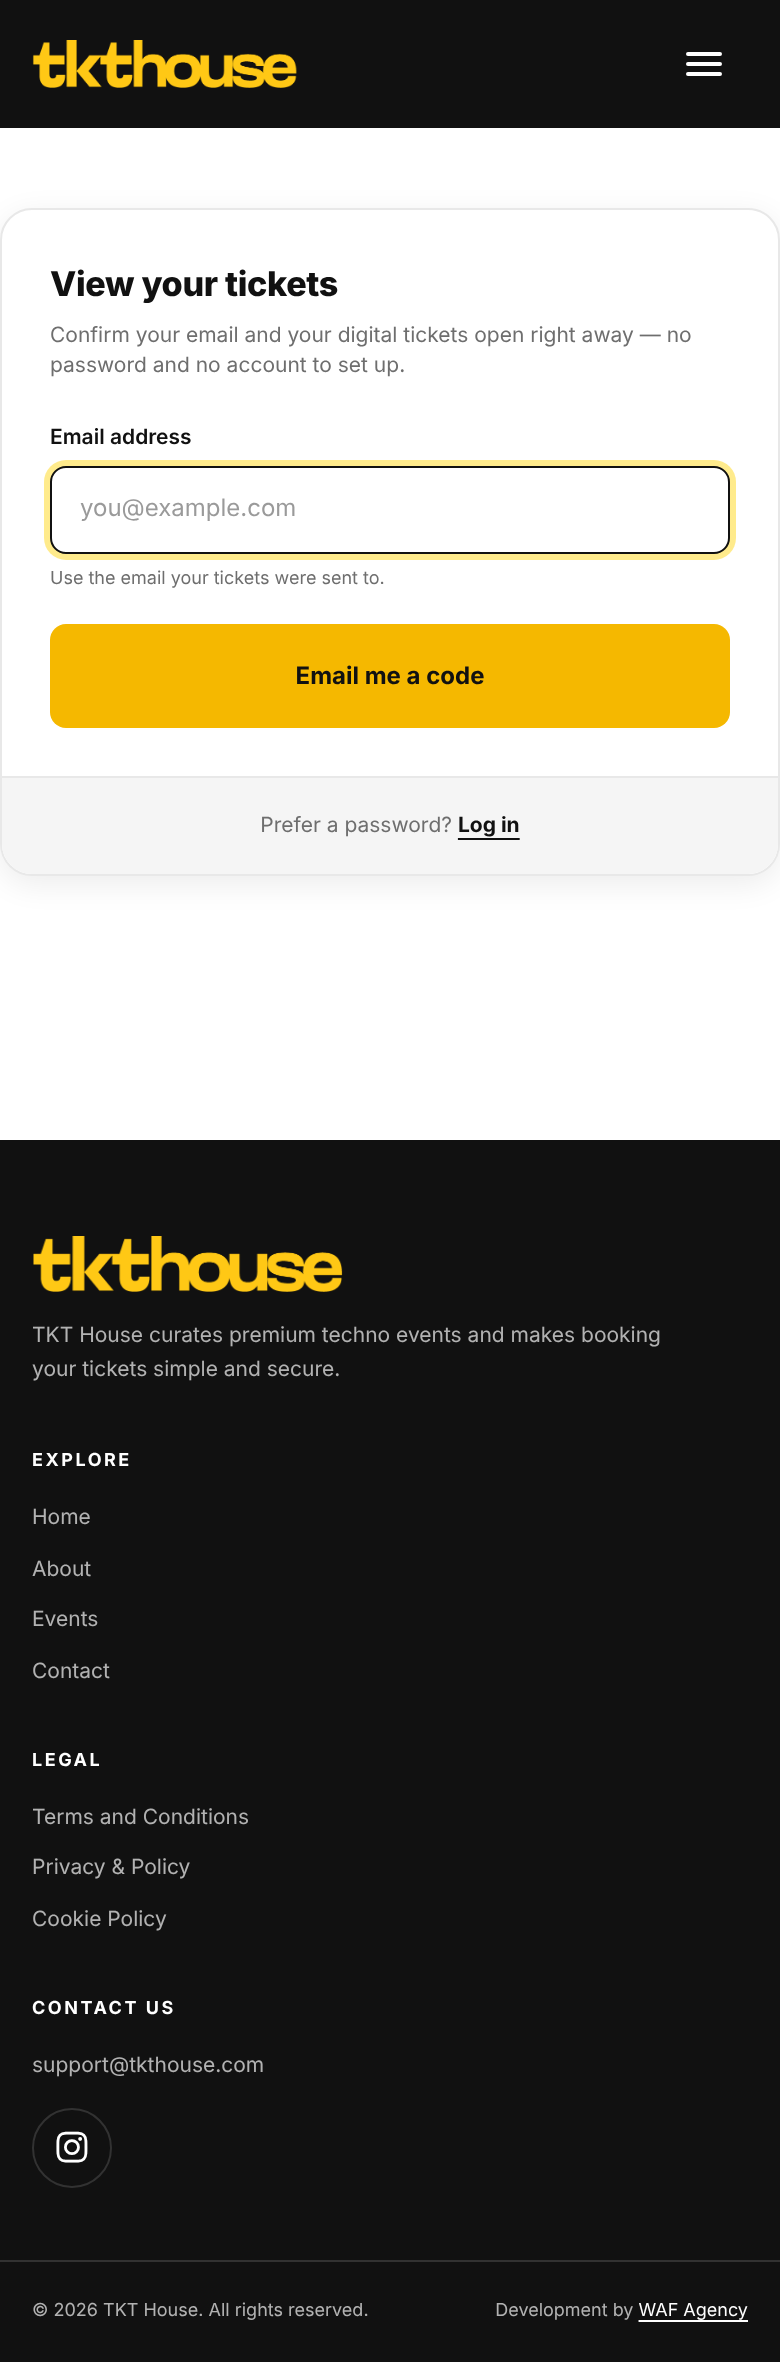 tkthouse
View your tickets
Confirm your email and your digital tickets open right away — no
password and no account to set up.
Email address
you@example.com
Use the email your tickets were sent to.
Email me a code
Prefer a password? Log in
tkthouse
TKT House curates premium techno events and makes booking
your tickets simple and secure.
EXPLORE
Home
About
Events
Contact
LEGAL
Terms and Conditions
Privacy & Policy
Cookie Policy
CONTACT US
support@tkthouse.com
© 2026 TKT House. All rights reserved. Development by WAF Agency